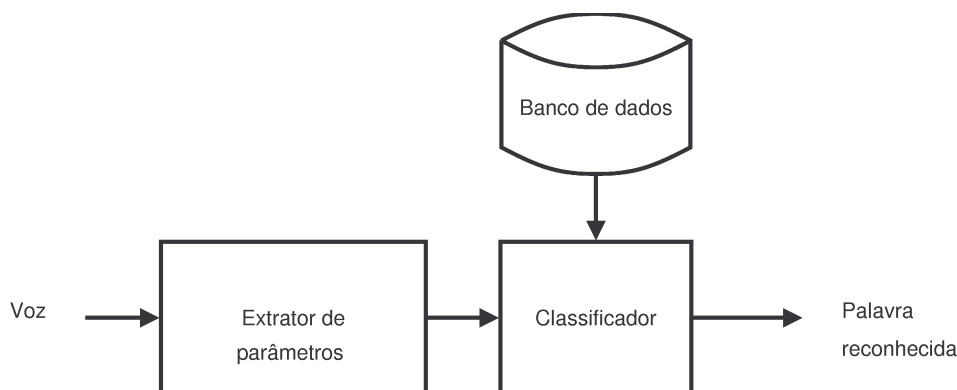 Banco de dados
Voz
Extrator de
parâmetros
Classificador
Palavra
reconhecida